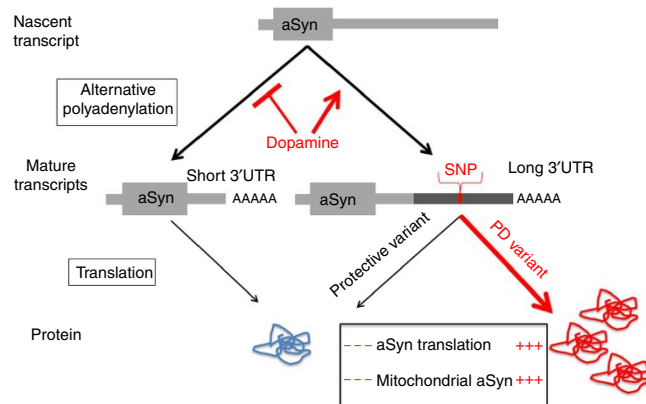 Nascent
transcript
aSyn
Alternative
polyadenylation
Dopamine
Mature
transcripts
Short 3′UTR
aSyn
AAAAA
SNP
Long 3′UTR
aSyn
AAAAA
Translation
Protective variant
PD variant
Protein
--- aSyn translation +++
--- Mitochondrial aSyn +++